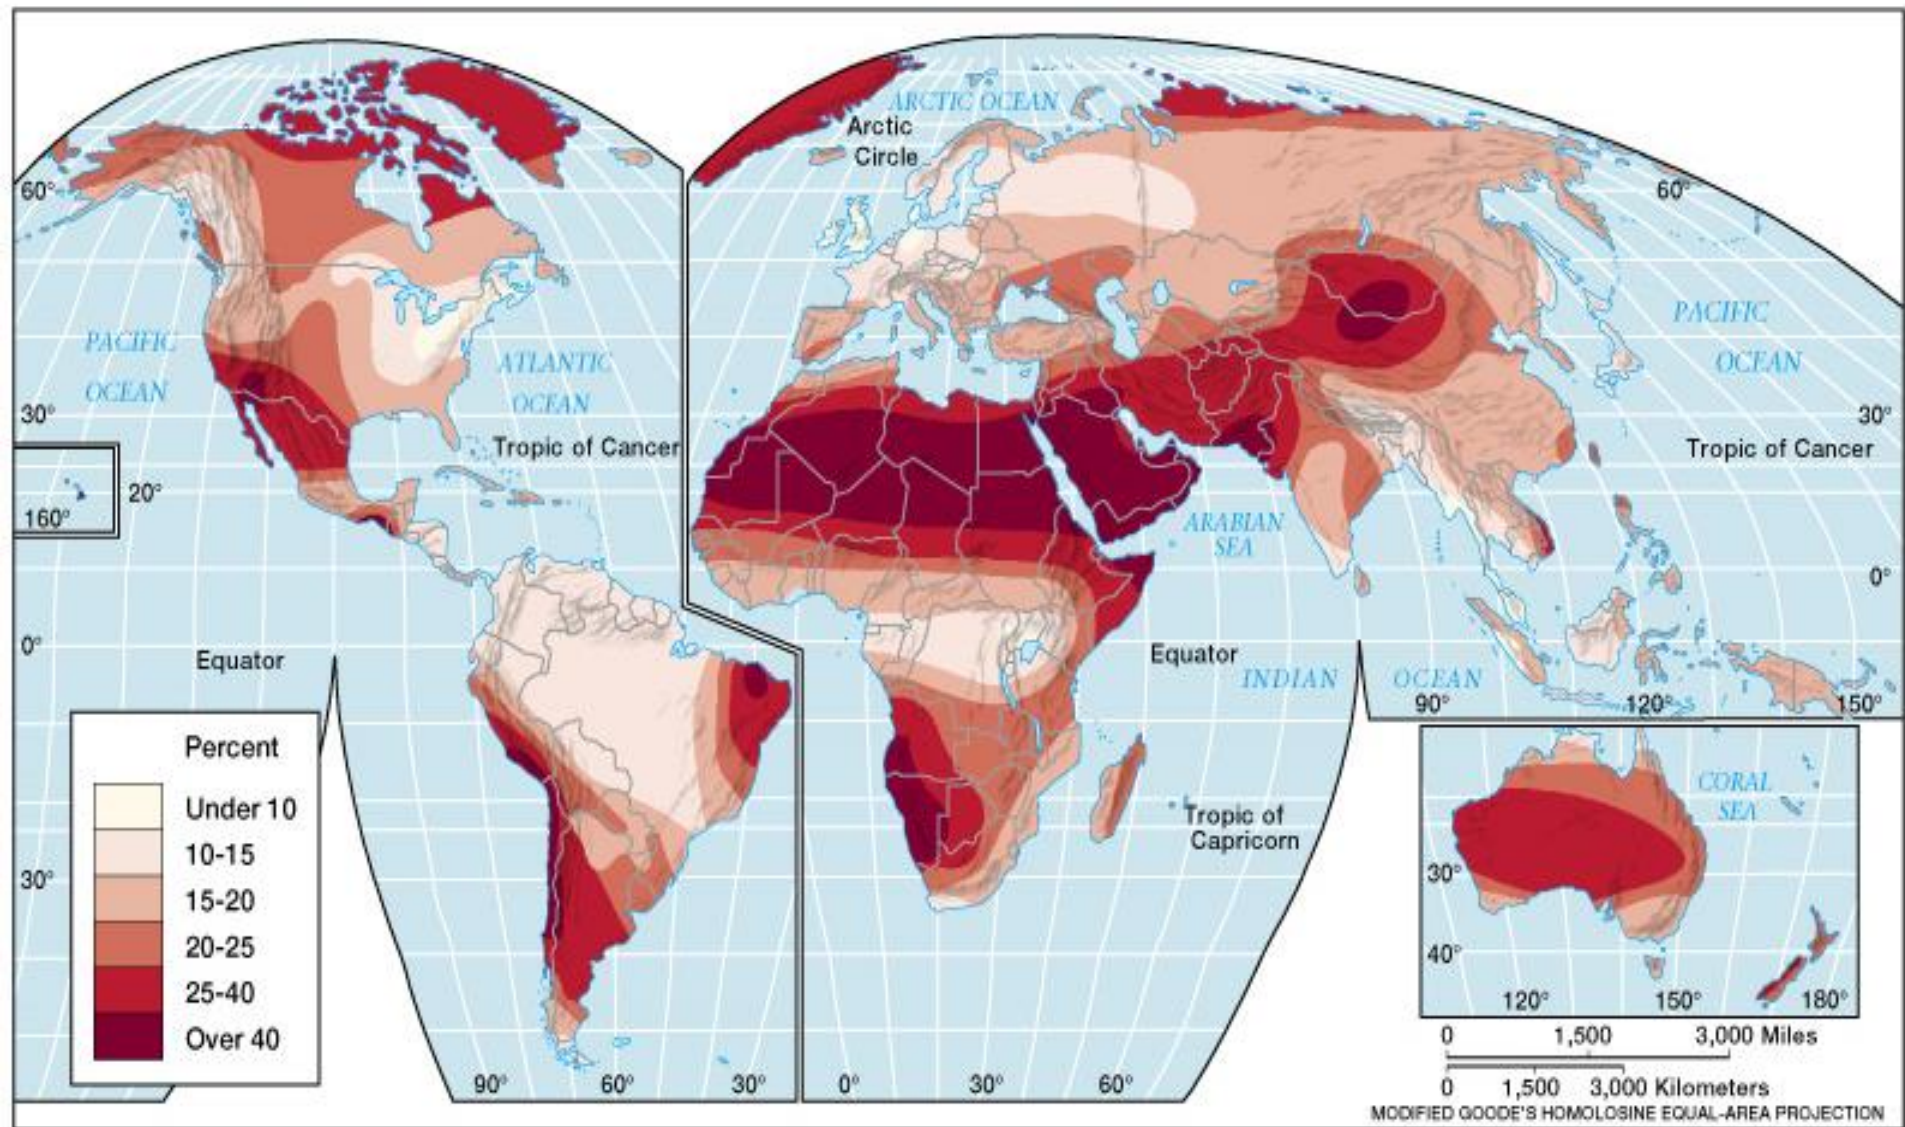 ARCTIC OCEAN
Arctic
Circle
60°
60°
PACIFIC
OCEAN
ATLANTIC
OCEAN
PACIFIC
OCEAN
30°
30°
Tropic of Cancer
Tropic of Cancer
20°
160°
ARABIAN
SEA
0°
0°
Equator
Equator
INDIAN
OCEAN
90°
120°
150°
Percent
Under 10
10-15
15-20
20-25
25-40
Over 40
CORAL
SEA
Tropic of
Capricorn
30°
30°
40°
120°
150°
180°
90°
60°
30°
0°
30°
60°
0 1,500 3,000 Miles
0 1,500 3,000 Kilometers
MODIFIED GOODE'S HOMOLOSINE EQUAL-AREA PROJECTION